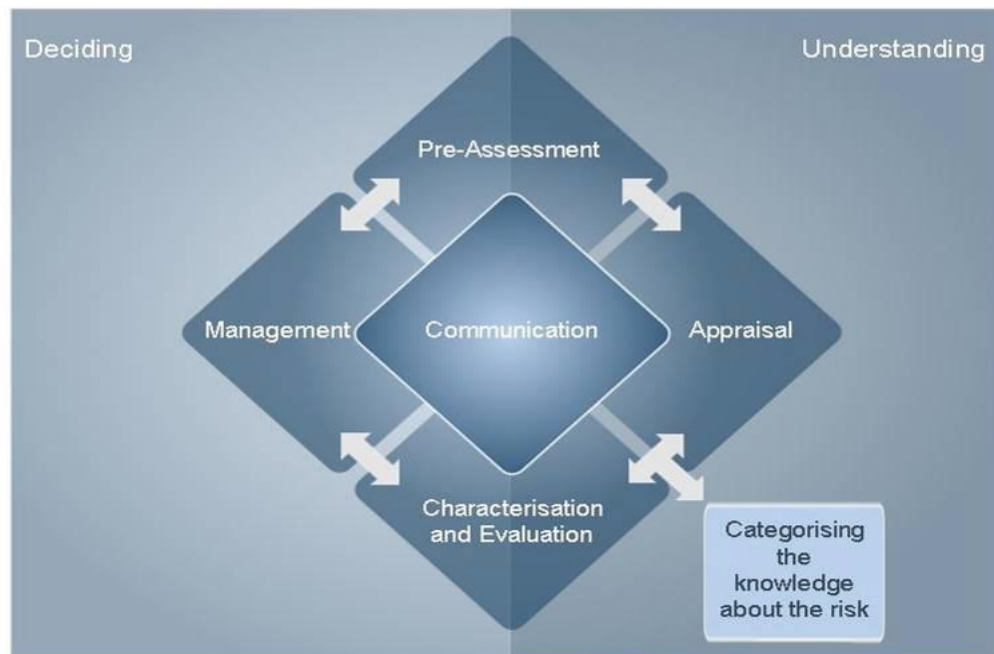 Deciding
Understanding
Pre-Assessment
Management
Communication
Appraisal
Characterisation
and Evaluation
Categorising
the
knowledge
about the risk